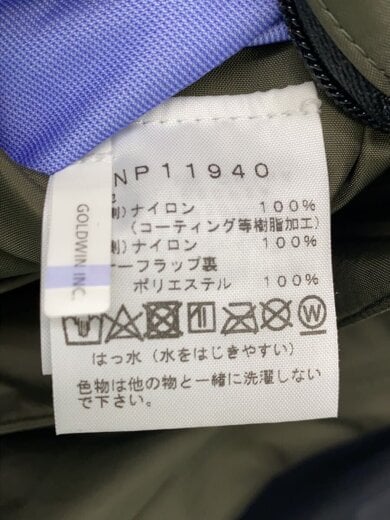 NP11940
GOLDWIN INC.
ナイロン 100%
(コーティング等樹脂加工)
ナイロン 100%
ーフラップ裏
ポリエステル 100%
W
はっ水(水をはじきやすい)
色物は他の物と一緒に洗濯しない
で下さい。